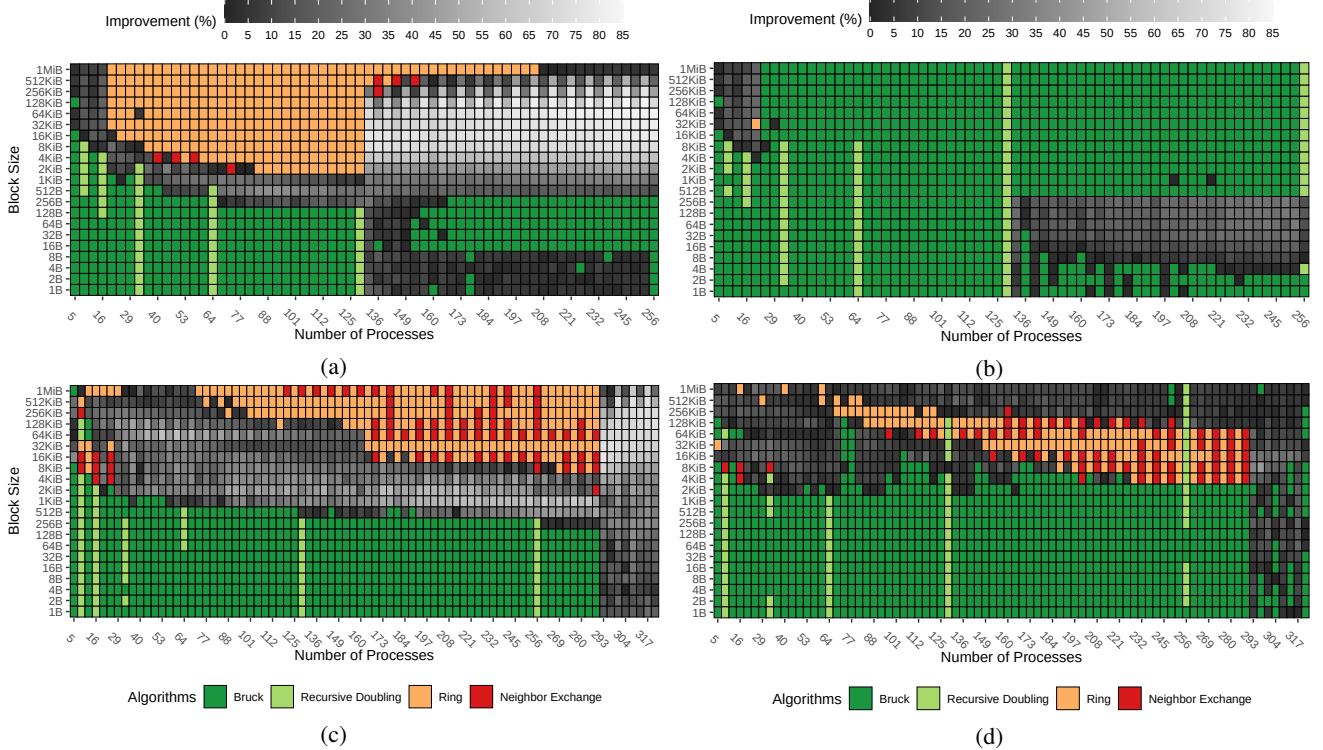 Improvement (%)
0 5 10 15 20 25 30 35 40 45 50 55 60 65 70 75 80 85
Improvement (%)
0 5 10 15 20 25 30 35 40 45 50 55 60 65 70 75 80 85
Block Size
1MiB
512KiB
256KiB
128KiB
64KiB
32KiB
16KiB
8KiB
4KiB
2KiB
1KiB
512B
256B
128B
64B
32B
16B
8B
4B
2B
1B
5 16 29 40 53 64 77 88 101 112 125 136 149 160 173 184 197 208 221 232 245 256
Number of Processes
(a)
1MiB
512KiB
256KiB
128KiB
64KiB
32KiB
16KiB
8KiB
4KiB
2KiB
1KiB
512B
256B
128B
64B
32B
16B
8B
4B
2B
1B
5 16 29 40 53 64 77 88 101 112 125 136 149 160 173 184 197 208 221 232 245 256
Number of Processes
(b)
Block Size
1MiB
512KiB
256KiB
128KiB
64KiB
32KiB
16KiB
8KiB
4KiB
2KiB
1KiB
512B
256B
128B
64B
32B
16B
8B
4B
2B
1B
5 16 29 40 53 64 77 88 101 112 125 136 149 160 173 184 197 208 221 232 245 256 269 280 293 304 317
Number of Processes
Algorithms Bruck Recursive Doubling Ring Neighbor Exchange
(c)
1MiB
512KiB
256KiB
128KiB
64KiB
32KiB
16KiB
8KiB
4KiB
2KiB
1KiB
512B
256B
128B
64B
32B
16B
8B
4B
2B
1B
5 16 29 40 53 64 77 88 101 112 125 136 149 160 173 184 197 208 221 232 245 256 269 280 293 304 317
Number of Processes
Algorithms Bruck Recursive Doubling Ring Neighbor Exchange
(d)